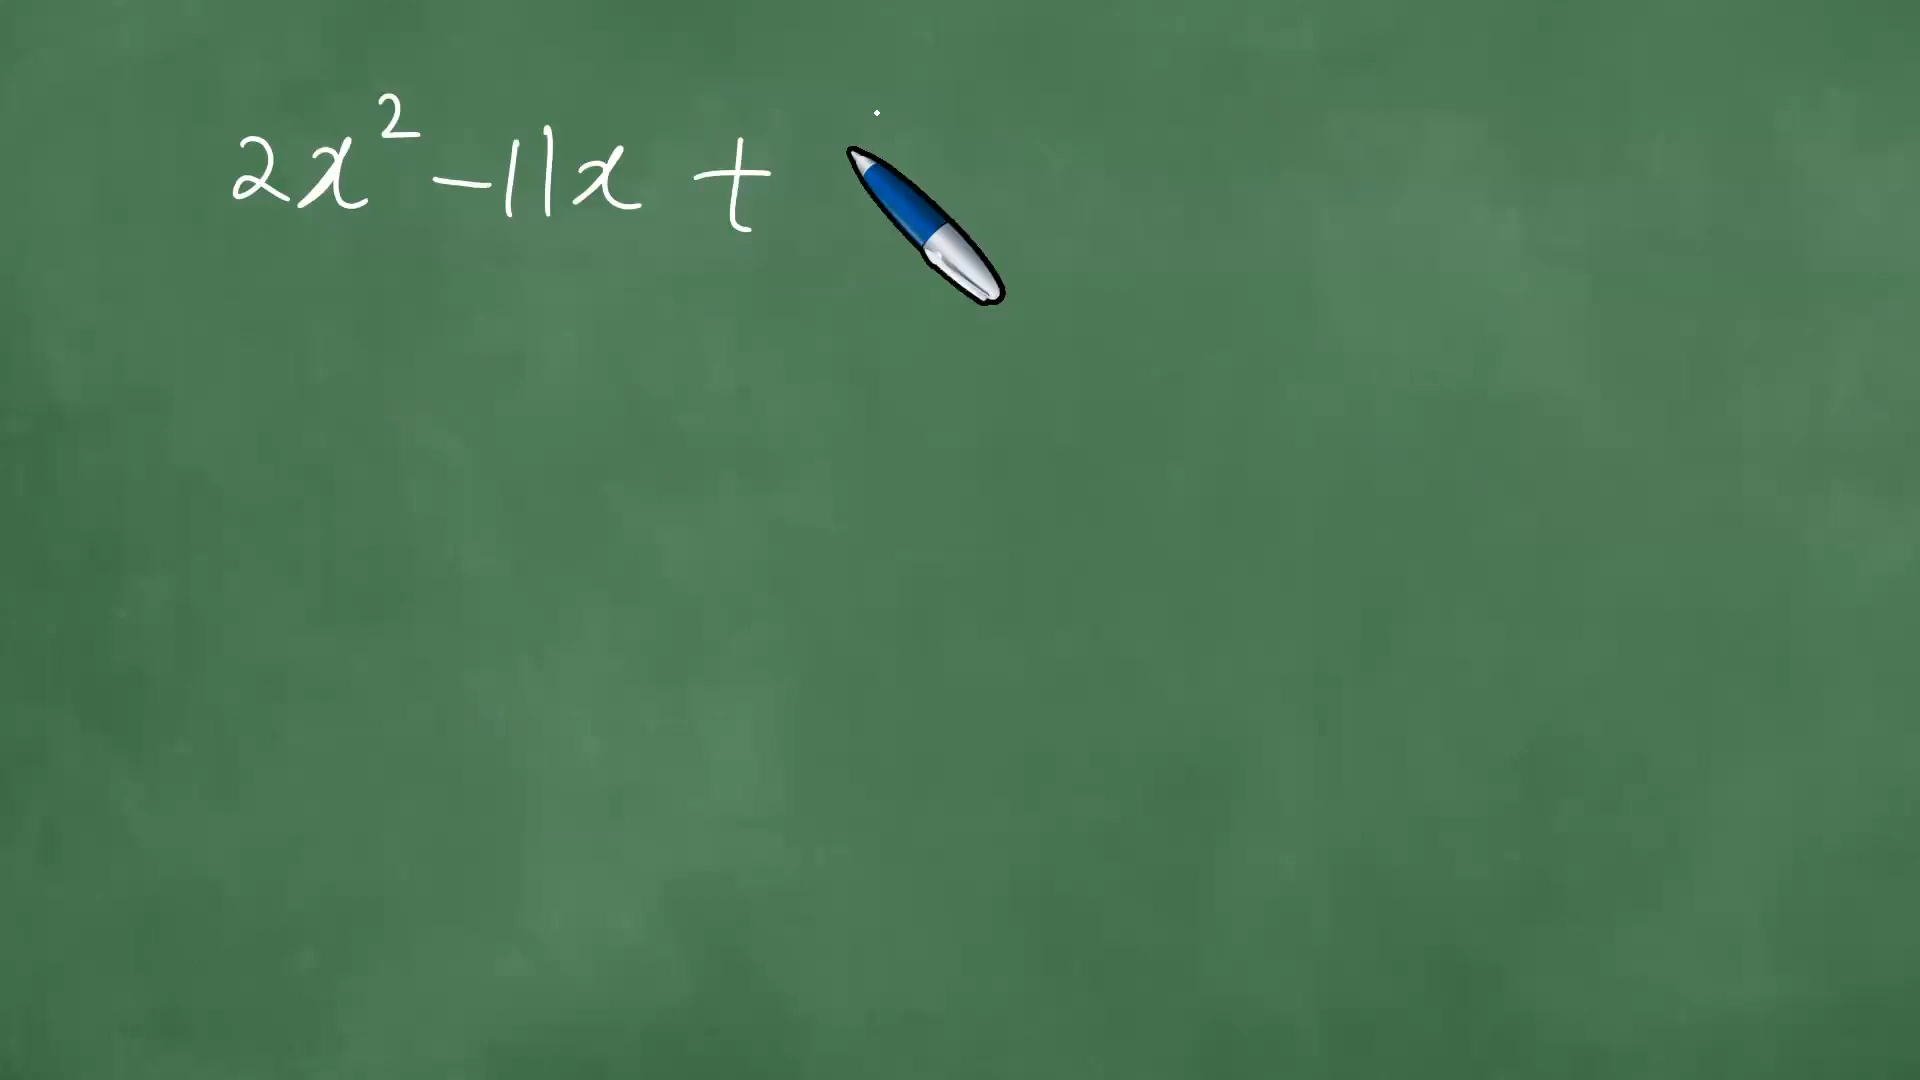 2x² - 11x +